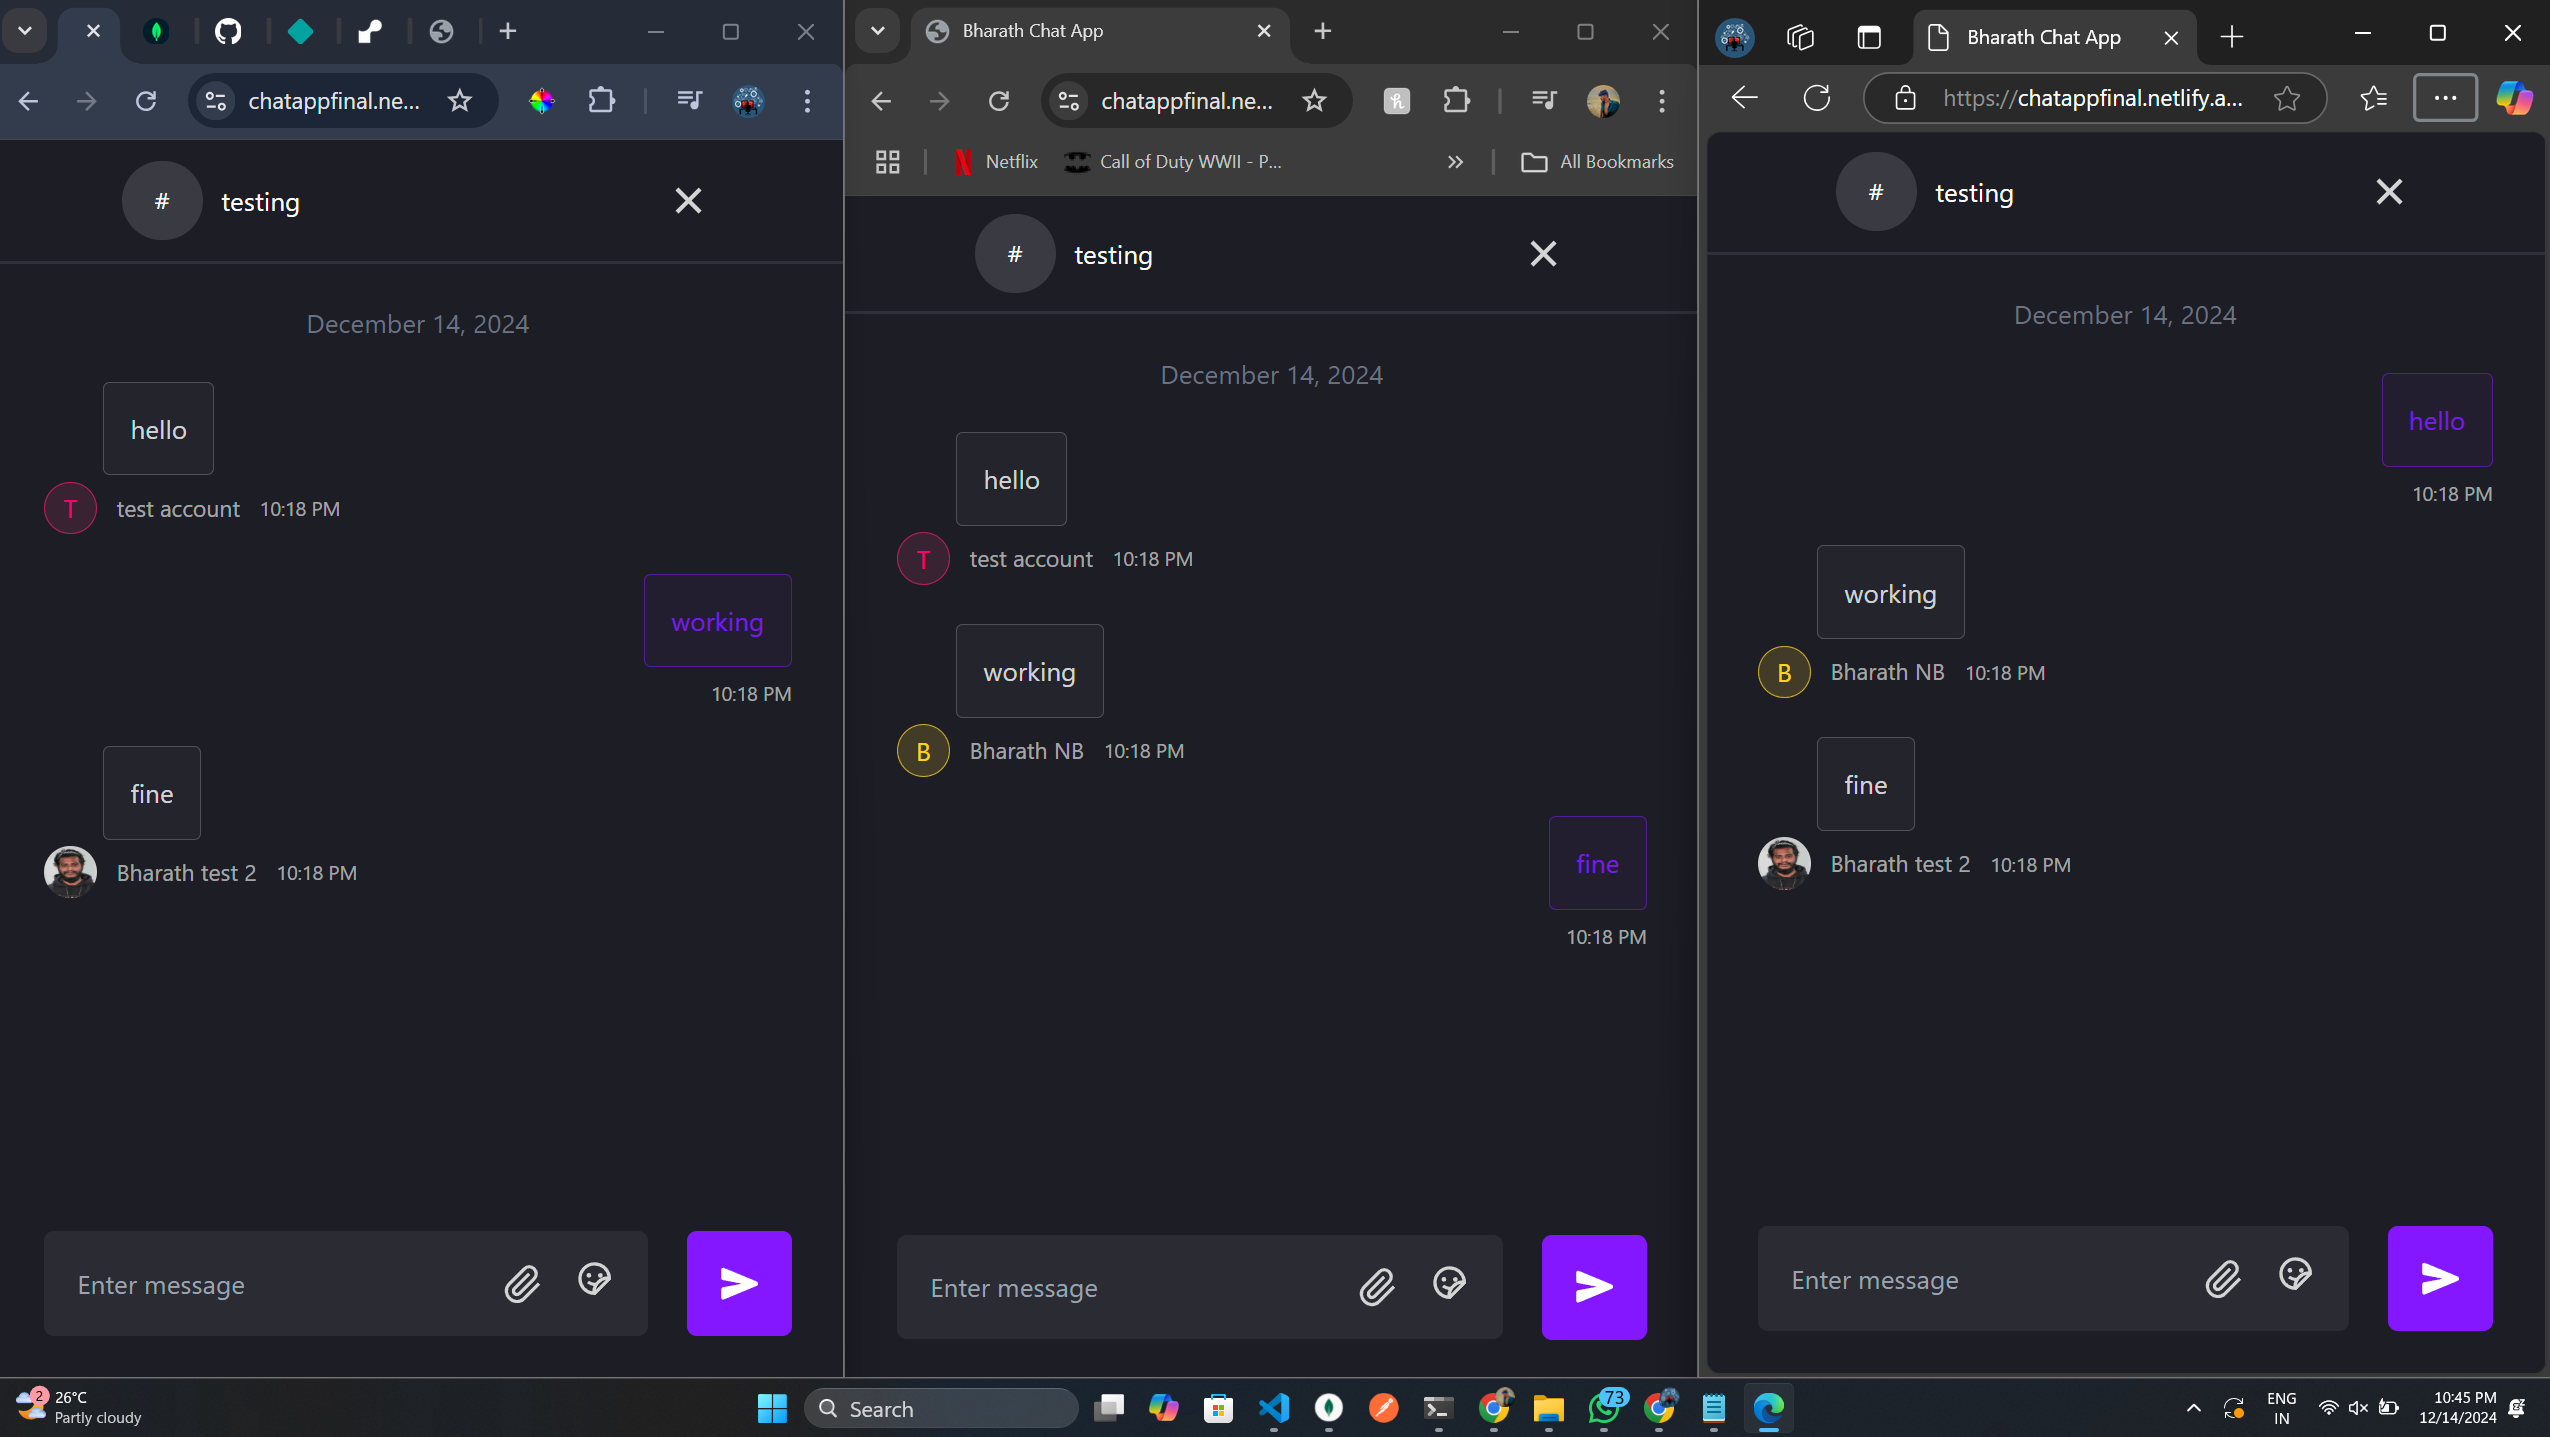 chatappfinal.ne...
# testing
December 14, 2024
hello
T test account 10:18 PM
working
10:18 PM
fine
Bharath test 2 10:18 PM
Enter message
Bharath Chat App
chatappfinal.ne...
Netflix Call of Duty WWII - P... » All Bookmarks
# testing
December 14, 2024
hello
T test account 10:18 PM
working
B Bharath NB 10:18 PM
fine
10:18 PM
Enter message
Bharath Chat App
https://chatappfinal.netlify.a...
# testing
December 14, 2024
hello
10:18 PM
working
B Bharath NB 10:18 PM
fine
Bharath test 2 10:18 PM
Enter message
2
26°C
Partly cloudy
Search
73
ENG
IN
10:45 PM
12/14/2024